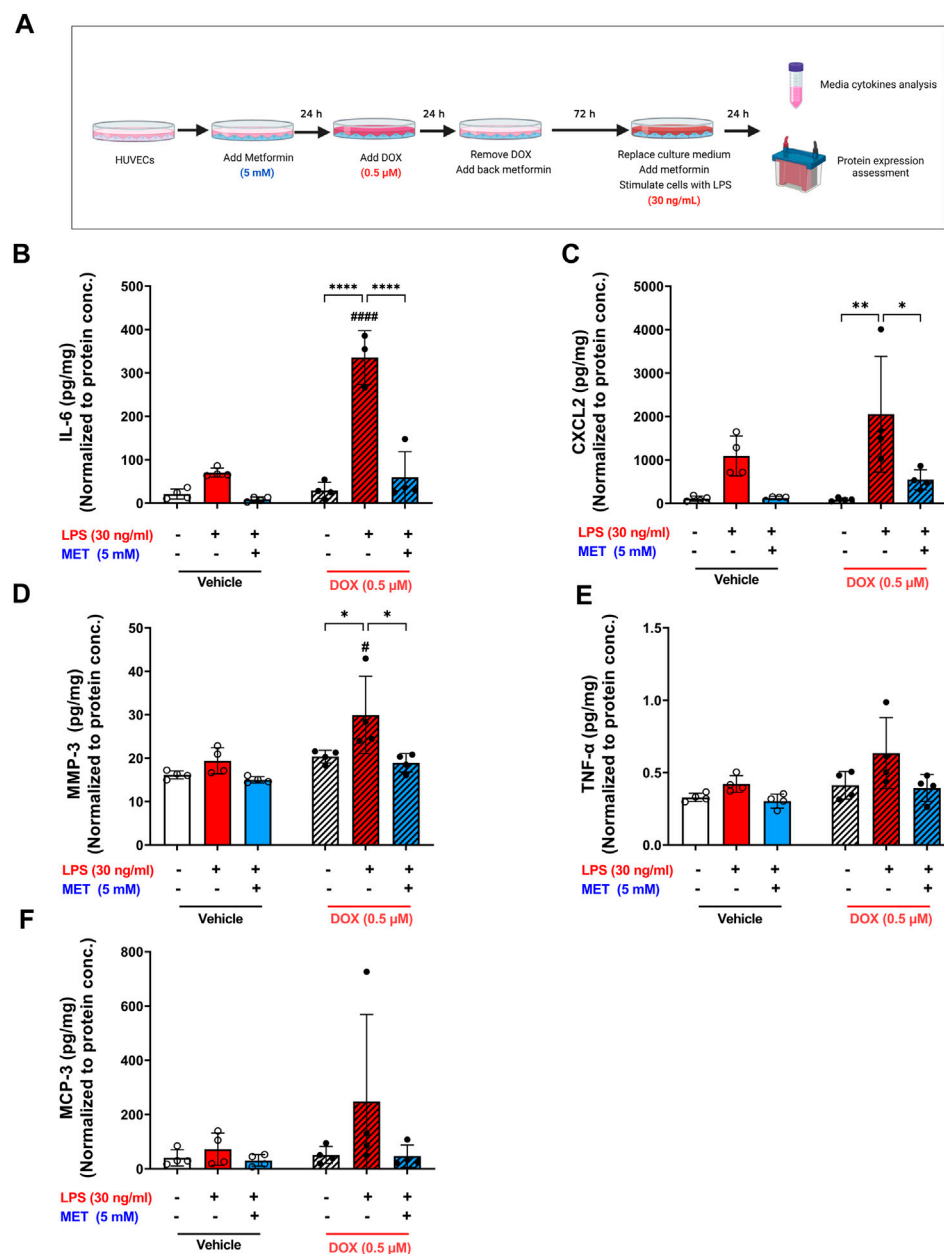 A
24 h
24 h
72 h
24 h
HUVECs
Add Metformin
(5 mM)
Add DOX
(0.5 µM)
Remove DOX
Add back metformin
Replace culture medium
Add metformin
Stimulate cells with LPS
(30 ng/mL)
Media cytokines analysis
Protein expression
assessment
B
IL-6 (pg/mg)
(Normalized to protein conc.)
500
400
300
200
100
0
**** ****
####
LPS (30 ng/ml) - + + - + +
MET (5 mM) - - + - - +
Vehicle DOX (0.5 µM)
C
CXCL2 (pg/mg)
(Normalized to protein conc.)
5000
4000
3000
2000
1000
0
** *
LPS (30 ng/ml) - + + - + +
MET (5 mM) - - + - - +
Vehicle DOX (0.5 µM)
D
MMP-3 (pg/mg)
(Normalized to protein conc.)
50
40
30
20
10
0
* *
#
LPS (30 ng/ml) - + + - + +
MET (5 mM) - - + - - +
Vehicle DOX (0.5 µM)
E
TNF-α (pg/mg)
(Normalized to protein conc.)
1.5
1.0
0.5
0.0
LPS (30 ng/ml) - + + - + +
MET (5 mM) - - + - - +
Vehicle DOX (0.5 µM)
F
MCP-3 (pg/mg)
(Normalized to protein conc.)
800
600
400
200
0
LPS (30 ng/ml) - + + - + +
MET (5 mM) - - + - - +
Vehicle DOX (0.5 µM)